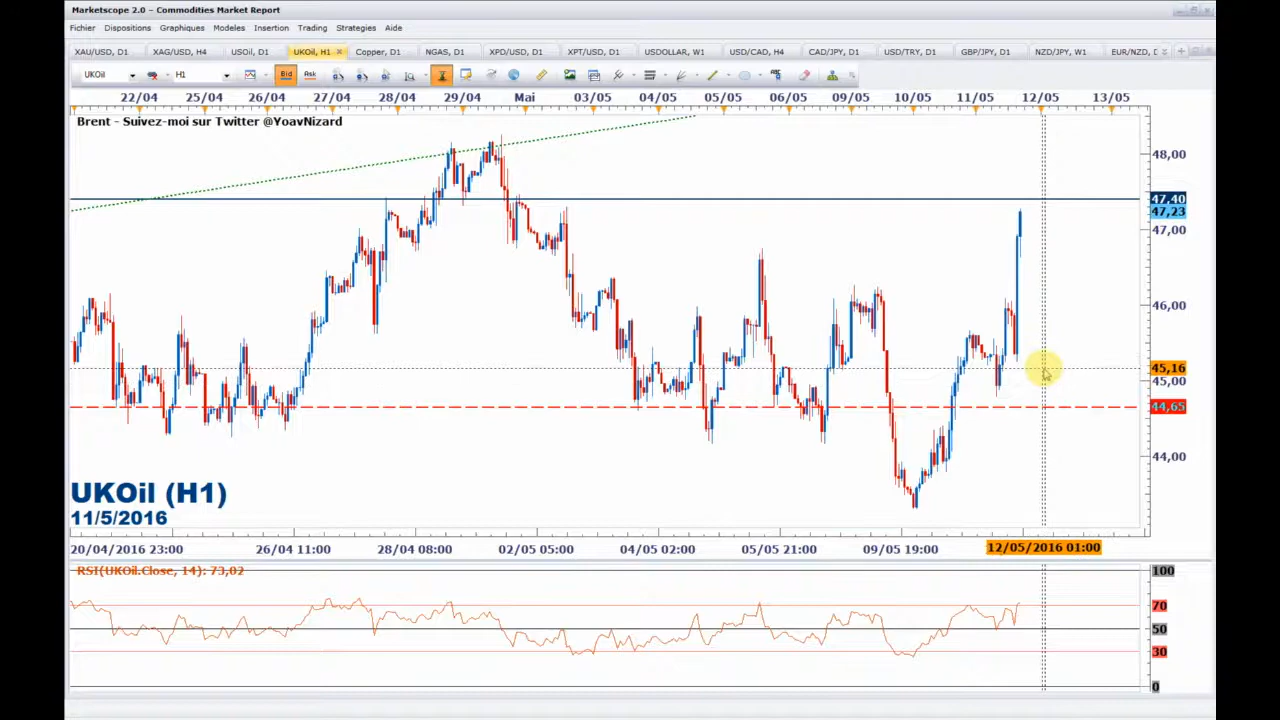 Marketscope 2.0 – Commodities Market Report
Fichier Dispositions Graphiques Modeles Insertion Trading Strategies Aide
XAU/USD, D1 XAG/USD, H4 USOil, D1 UKOil, H1 Copper, D1 NGAS, D1 XPD/USD, D1 XPT/USD, D1 USDOLLAR, W1 USD/CAD, H4 CAD/JPY, D1 USD/TRY, D1 GBP/JPY, D1 NZD/JPY, W1 EUR/NZD, D
UKOil H1 Bid Ask
22/04 25/04 26/04 27/04 28/04 29/04 Mai 03/05 04/05 05/05 06/05 09/05 10/05 11/05 12/05 13/05
Brent - Suivez-moi sur Twitter @YoavNizard
48,00
47,40
47,23
47,00
46,00
45,16
45,00
44,65
44,00
UKOil (H1)
11/5/2016
20/04/2016 23:00 26/04 11:00 28/04 08:00 02/05 05:00 04/05 02:00 05/05 21:00 09/05 19:00 12/05/2016 01:00
RSI(UKOil.Close, 14): 73,02
100
70
50
30
0